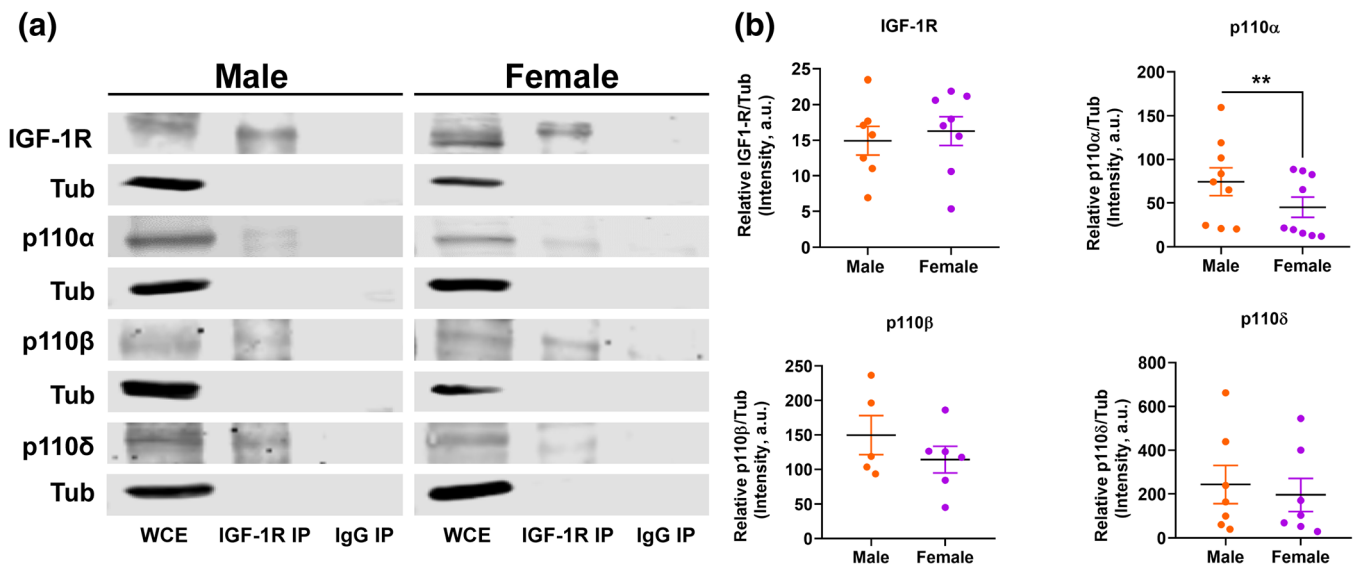 (a)
Male Female
IGF-1R
Tub
p110α
Tub
p110β
Tub
p110δ
Tub
WCE IGF-1R IP IgG IP WCE IGF-1R IP IgG IP
(b)
IGF-1R
Relative IGF1-R/Tub
(Intensity, a.u.)
25
20
15
10
5
0
Male Female
p110α
Relative p110α/Tub
(Intensity, a.u.)
200
150
100
50
0
**
Male Female
p110β
Relative p110β/Tub
(Intensity, a.u.)
250
200
150
100
50
0
Male Female
p110δ
Relative p110δ/Tub
(Intensity, a.u.)
800
600
400
200
0
Male Female